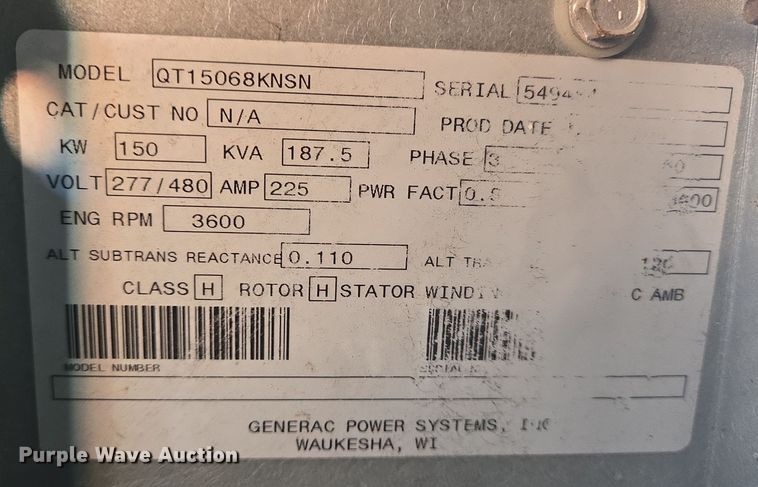 MODEL QT15068KNSN SERIAL
CAT/CUST NO N/A PROD DATE
KW 150 KVA 187.5 PHASE 3
VOLT 277/480 AMP 225 PWR FACT
ENG RPM 3600
ALT SUBTRANS REACTANCE 0.110 ALT
CLASS H ROTOR H STATOR C AMB
MODEL NUMBER
GENERAC POWER SYSTEMS,
WAUKESHA, WI
Purple Wave Auction